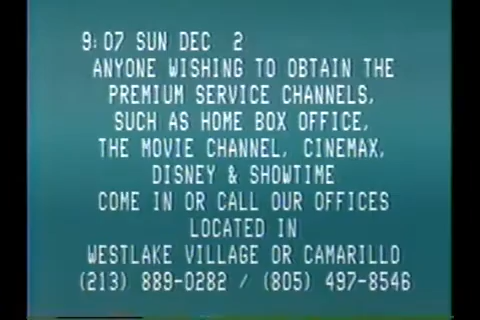 9:07 SUN DEC 2
ANYONE WISHING TO OBTAIN THE
PREMIUM SERVICE CHANNELS,
SUCH AS HOME BOX OFFICE,
THE MOVIE CHANNEL, CINEMAX,
DISNEY & SHOWTIME
COME IN OR CALL OUR OFFICES
LOCATED IN
WESTLAKE VILLAGE OR CAMARILLO
(213) 889-0282 / (805) 497-8546